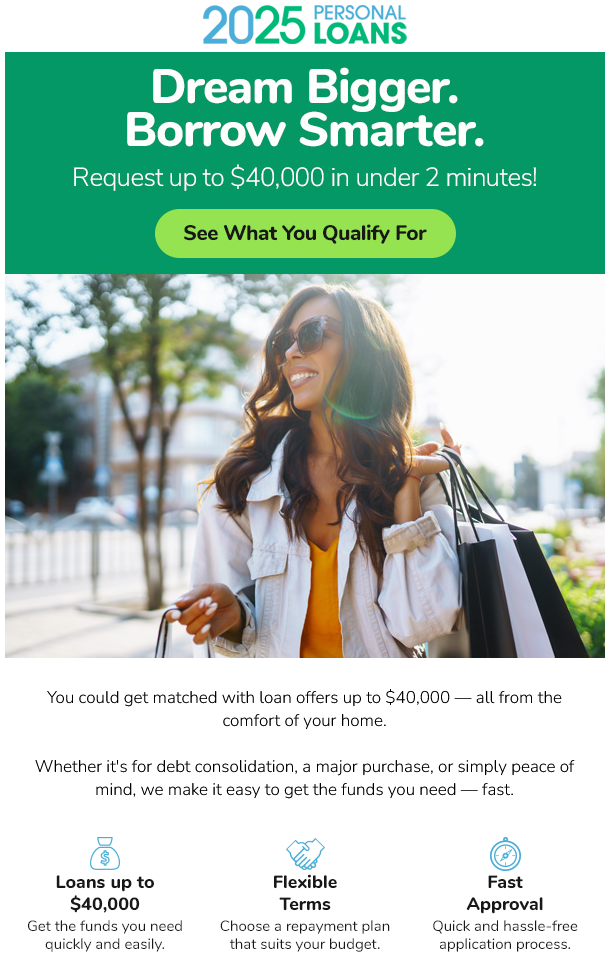 2025 PERSONAL
LOANS
Dream Bigger.
Borrow Smarter.
Request up to $40,000 in under 2 minutes!
See What You Qualify For
You could get matched with loan offers up to $40,000 — all from the
comfort of your home.
Whether it's for debt consolidation, a major purchase, or simply peace of
mind, we make it easy to get the funds you need — fast.
$
Loans up to
$40,000
Get the funds you need
quickly and easily.
Flexible
Terms
Choose a repayment plan
that suits your budget.
Fast
Approval
Quick and hassle-free
application process.